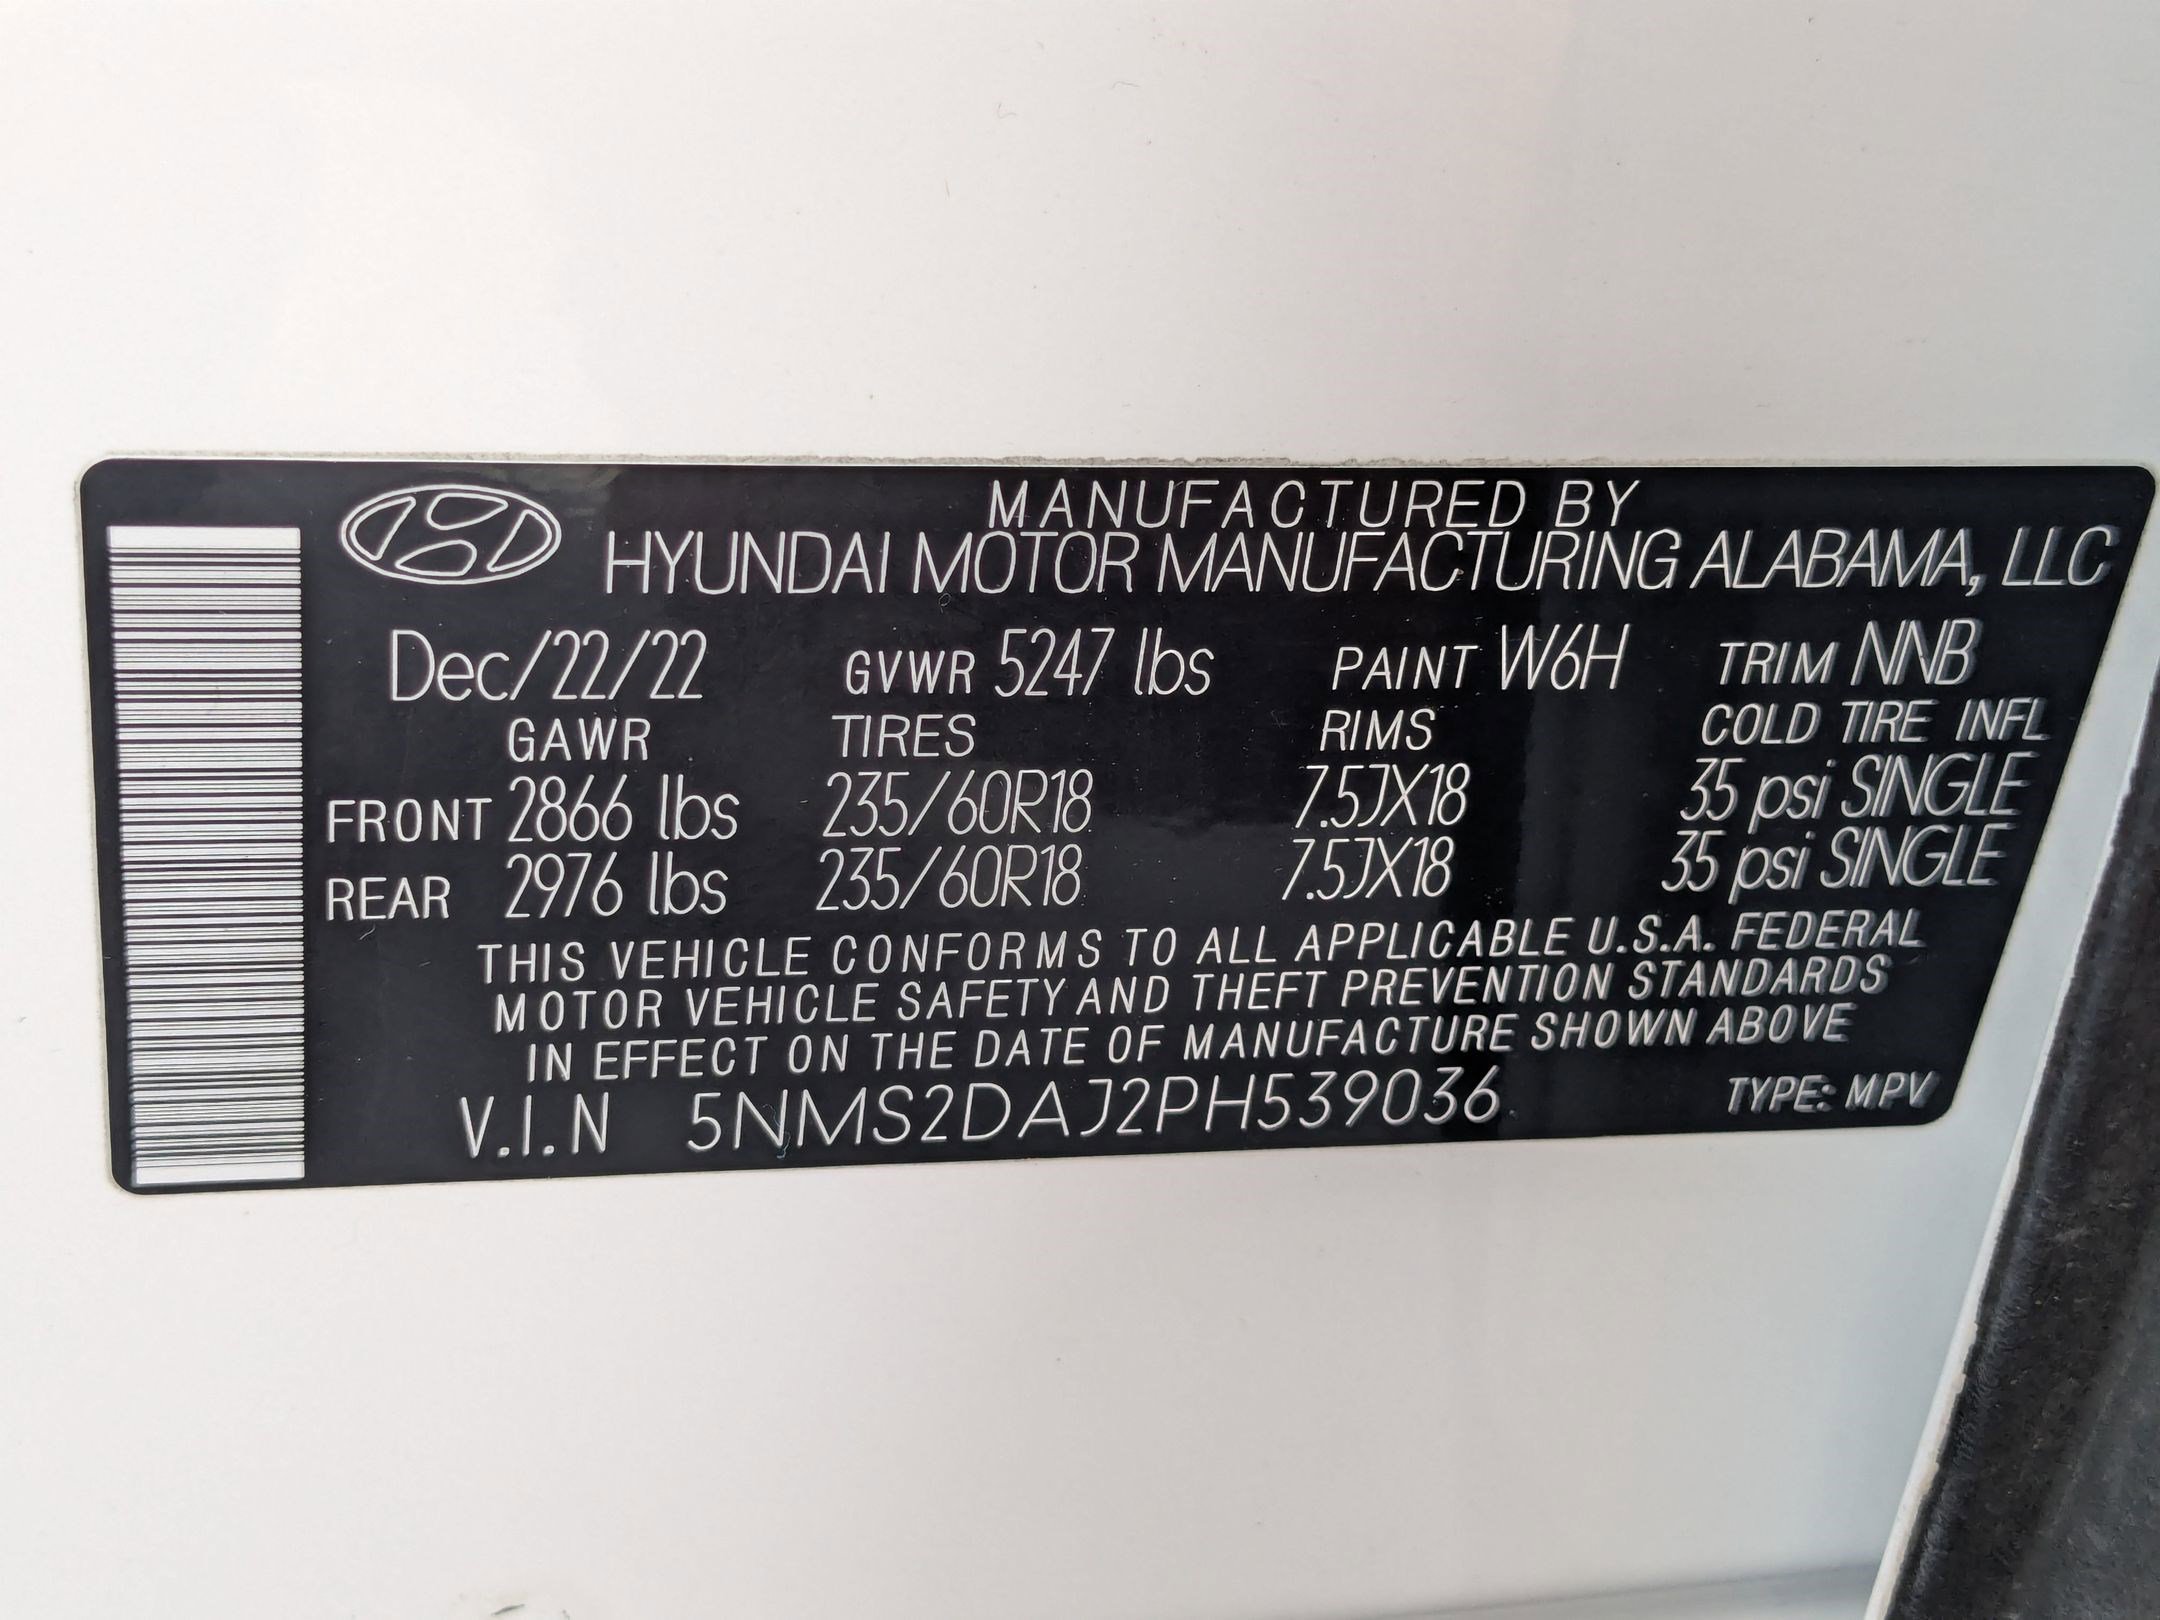 MANUFACTURED BY
HYUNDAI MOTOR MANUFACTURING ALABAMA, LLC
Dec/22/22 GVWR 5247 lbs PAINT W6H TRIM NNB
GAWR TIRES RIMS COLD TIRE INFL
FRONT 2866 lbs 235/60R18 7.5JX18 35 psi SINGLE
REAR 2976 lbs 235/60R18 7.5JX18 35 psi SINGLE
THIS VEHICLE CONFORMS TO ALL APPLICABLE U.S.A. FEDERAL
MOTOR VEHICLE SAFETY AND THEFT PREVENTION STANDARDS
IN EFFECT ON THE DATE OF MANUFACTURE SHOWN ABOVE
V.I.N 5NMS2DAJ2PH539036 TYPE: MPV